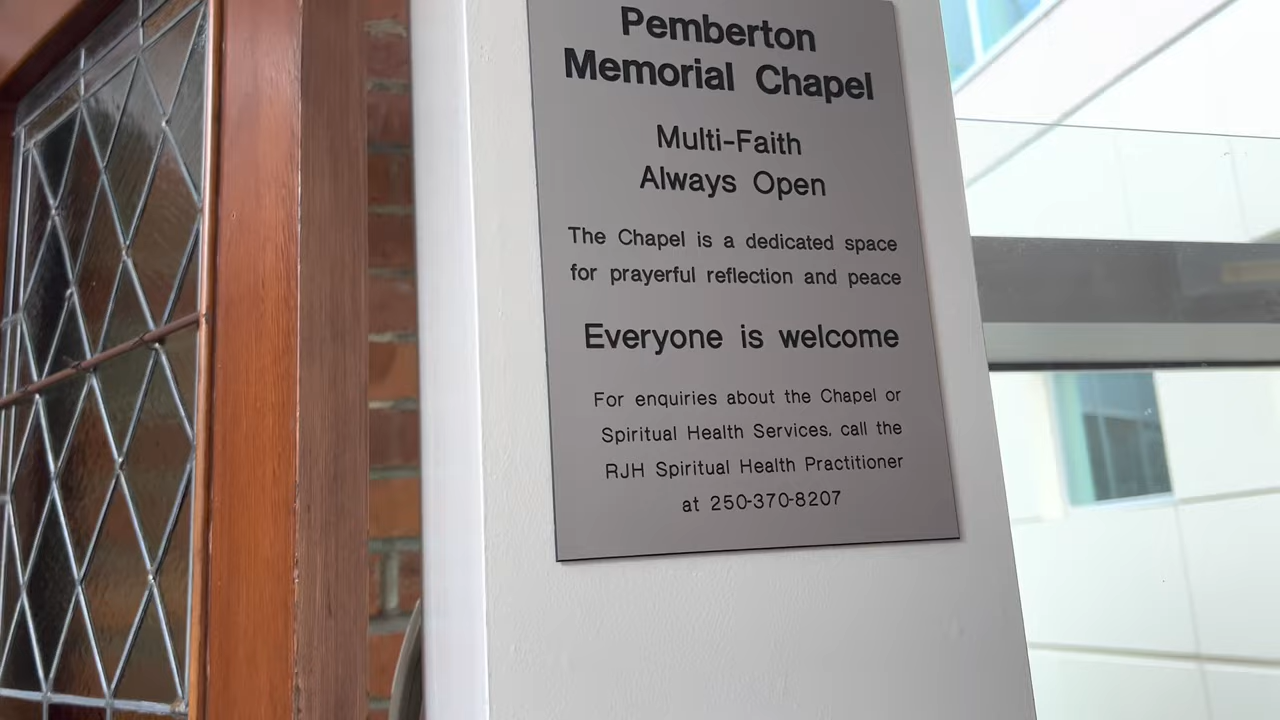 Pemberton
Memorial Chapel
Multi-Faith
Always Open
The Chapel is a dedicated space
for prayerful reflection and peace
Everyone is welcome
For enquiries about the Chapel or
Spiritual Health Services, call the
RJH Spiritual Health Practitioner
at 250-370-8207